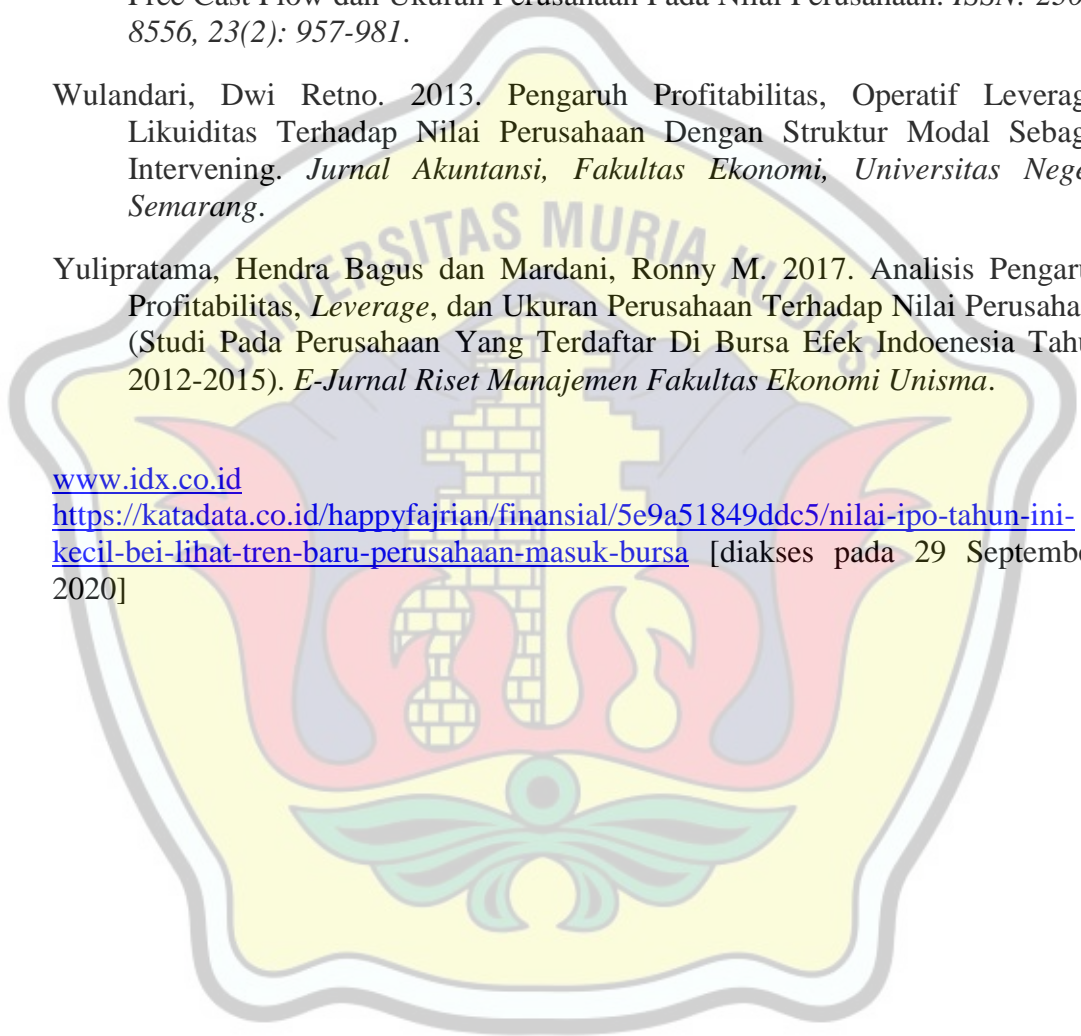 Free Cast Flow dan Ukuran Perusahaan Pada Nilai Perusahaan. ISSN: 230
8556, 23(2): 957-981.
Wulandari, Dwi Retno. 2013. Pengaruh Profitabilitas, Operatif Leverag
Likuiditas Terhadap Nilai Perusahaan Dengan Struktur Modal Sebag
Intervening. Jurnal Akuntansi, Fakultas Ekonomi, Universitas Nege
Semarang.
Yulipratama, Hendra Bagus dan Mardani, Ronny M. 2017. Analisis Pengaru
Profitabilitas, Leverage, dan Ukuran Perusahaan Terhadap Nilai Perusaha
(Studi Pada Perusahaan Yang Terdaftar Di Bursa Efek Indoenesia Tahu
2012-2015). E-Jurnal Riset Manajemen Fakultas Ekonomi Unisma.
www.idx.co.id
https://katadata.co.id/happyfajrian/finansial/5e9a51849ddc5/nilai-ipo-tahun-ini-
kecil-bei-lihat-tren-baru-perusahaan-masuk-bursa [diakses pada 29 Septembe
2020]
UNIVERSITAS MURIA KUDUS